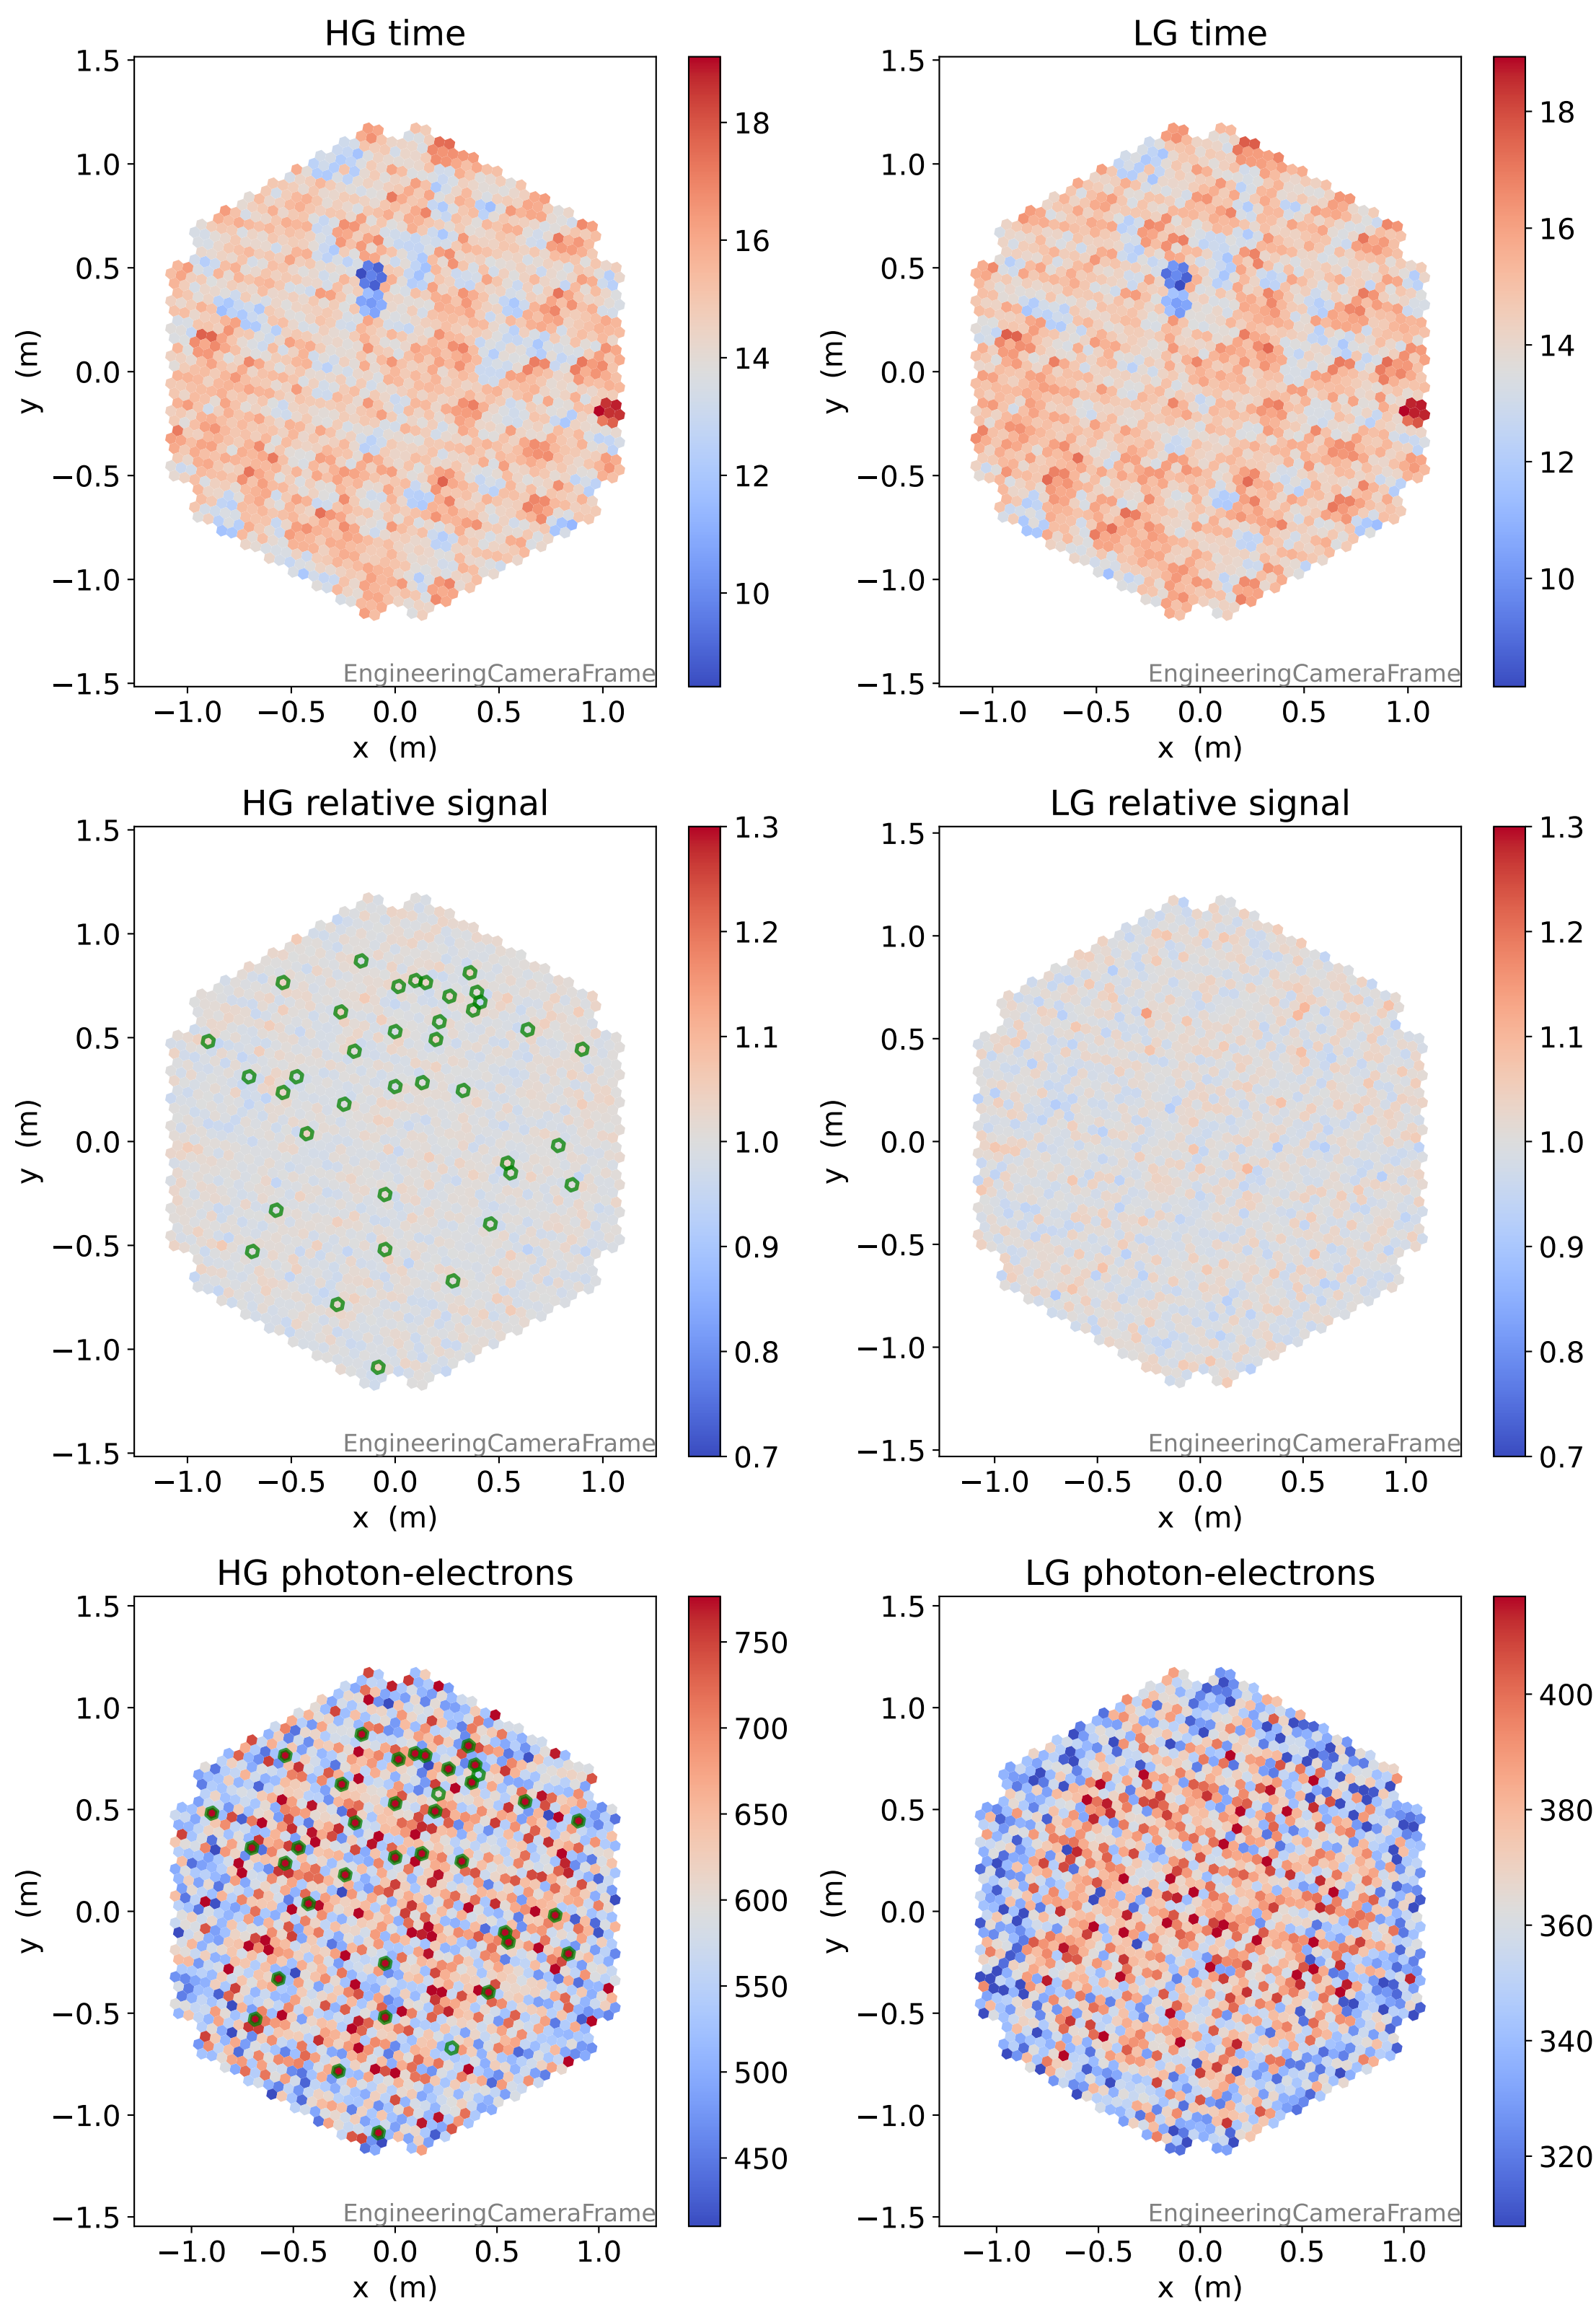 HG time
LG time
1.5
1.0
0.5
0.0
−0.5
−1.0
−1.5
y (m)
−1.0 −0.5 0.0 0.5 1.0
x (m)
EngineeringCameraFrame
18
16
14
12
10
1.5
1.0
0.5
0.0
−0.5
−1.0
−1.5
y (m)
−1.0 −0.5 0.0 0.5 1.0
x (m)
EngineeringCameraFrame
18
16
14
12
10
HG relative signal
LG relative signal
1.5
1.0
0.5
0.0
−0.5
−1.0
−1.5
y (m)
−1.0 −0.5 0.0 0.5 1.0
x (m)
EngineeringCameraFrame
1.3
1.2
1.1
1.0
0.9
0.8
0.7
1.5
1.0
0.5
0.0
−0.5
−1.0
−1.5
y (m)
−1.0 −0.5 0.0 0.5 1.0
x (m)
EngineeringCameraFrame
1.3
1.2
1.1
1.0
0.9
0.8
0.7
HG photon-electrons
LG photon-electrons
1.5
1.0
0.5
0.0
−0.5
−1.0
−1.5
y (m)
−1.0 −0.5 0.0 0.5 1.0
x (m)
EngineeringCameraFrame
750
700
650
600
550
500
450
1.5
1.0
0.5
0.0
−0.5
−1.0
−1.5
y (m)
−1.0 −0.5 0.0 0.5 1.0
x (m)
EngineeringCameraFrame
400
380
360
340
320